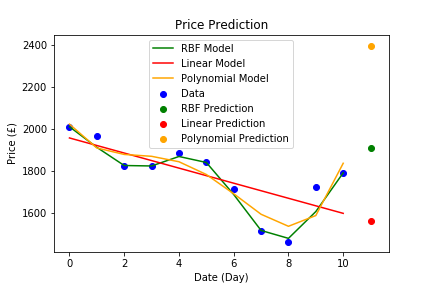 Price Prediction
2400
2200
2000
1800
1600
Price (£)
RBF Model
Linear Model
Polynomial Model
Data
RBF Prediction
Linear Prediction
Polynomial Prediction
0 2 4 6 8 10
Date (Day)